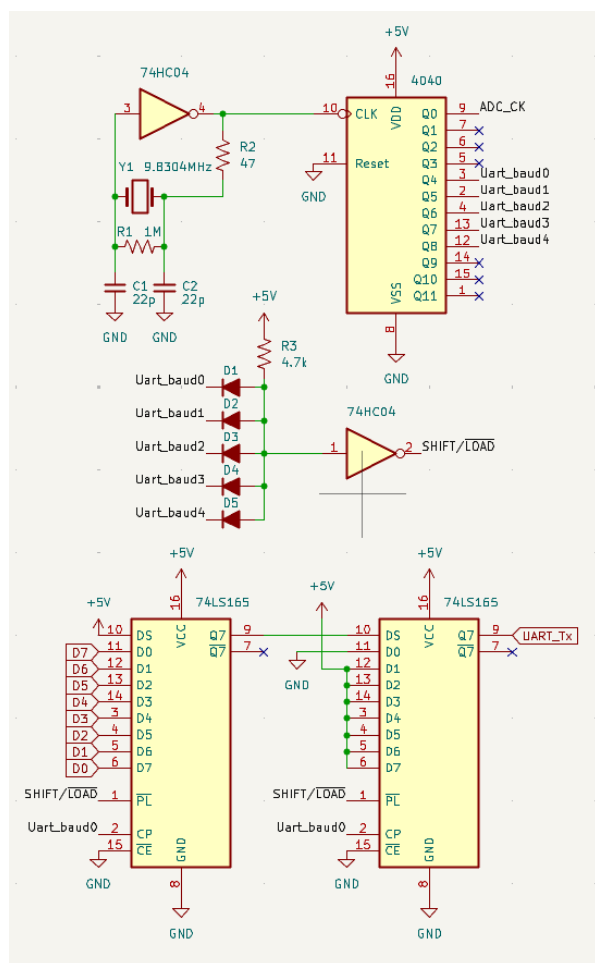 +5V
74HC04
4040
3
4
10
CLK
VDD
16
Q0
9
ADC_CK
Q1
7
Q2
6
Q3
5
Q4
3
Uart_baud0
Q5
2
Uart_baud1
Q6
4
Uart_baud2
Q7
13
Uart_baud3
Q8
12
Uart_baud4
Q9
14
Q10
15
Q11
1
R2
47
11
Reset
GND
Y1 9.8304MHz
R1 1M
C1
22p
C2
22p
GND
GND
VSS
8
GND
+5V
R3
4.7k
Uart_baud0
D1
Uart_baud1
D2
Uart_baud2
D3
Uart_baud3
D4
Uart_baud4
D5
74HC04
1
2
SHIFT/LOAD
+5V
74LS165
16
VCC
+5V
10
DS
D7
11
D0
D6
12
D1
D5
13
D2
D4
14
D3
D3
3
D4
D2
4
D5
D1
5
D6
D0
6
D7
Q7
9
Q7
7
SHIFT/LOAD
1
PL
Uart_baud0
2
CP
15
CE
GND
GND
8
GND
+5V
74LS165
16
VCC
+5V
10
DS
GND
11
D0
12
D1
13
D2
14
D3
3
D4
4
D5
5
D6
6
D7
Q7
9
UART_Tx
Q7
7
SHIFT/LOAD
1
PL
Uart_baud0
2
CP
15
CE
GND
GND
8
GND